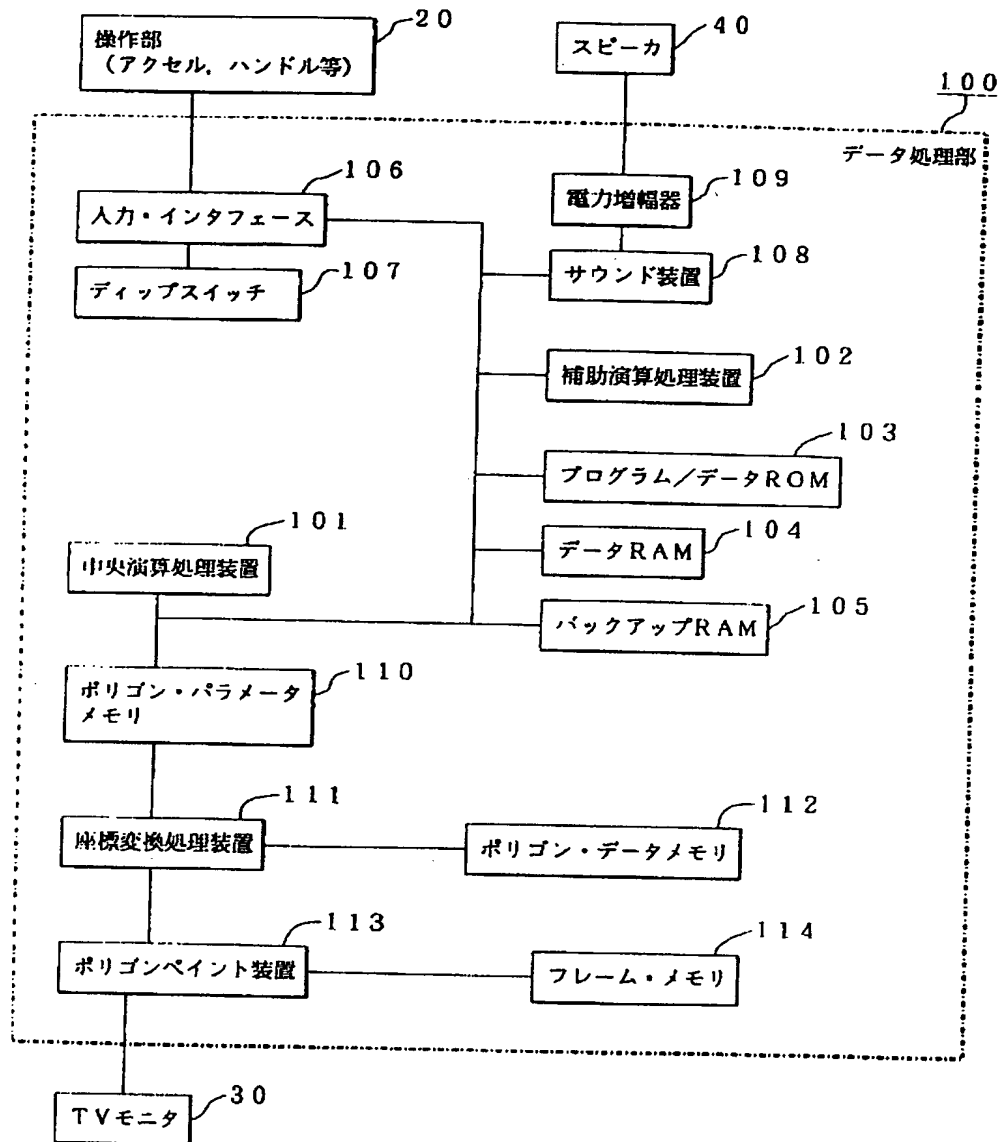 20
操作部
(アクセル，ハンドル等)
40
スピーカ
100
データ処理部
106
入力・インタフェース
109
電力増幅器
107
ディップスイッチ
108
サウンド装置
102
補助演算処理装置
103
プログラム／データROM
101
中央演算処理装置
104
データRAM
105
バックアップRAM
110
ポリゴン・パラメータ
メモリ
111
座標変換処理装置
112
ポリゴン・データメモリ
113
ポリゴンペイント装置
114
フレーム・メモリ
30
TVモニタ